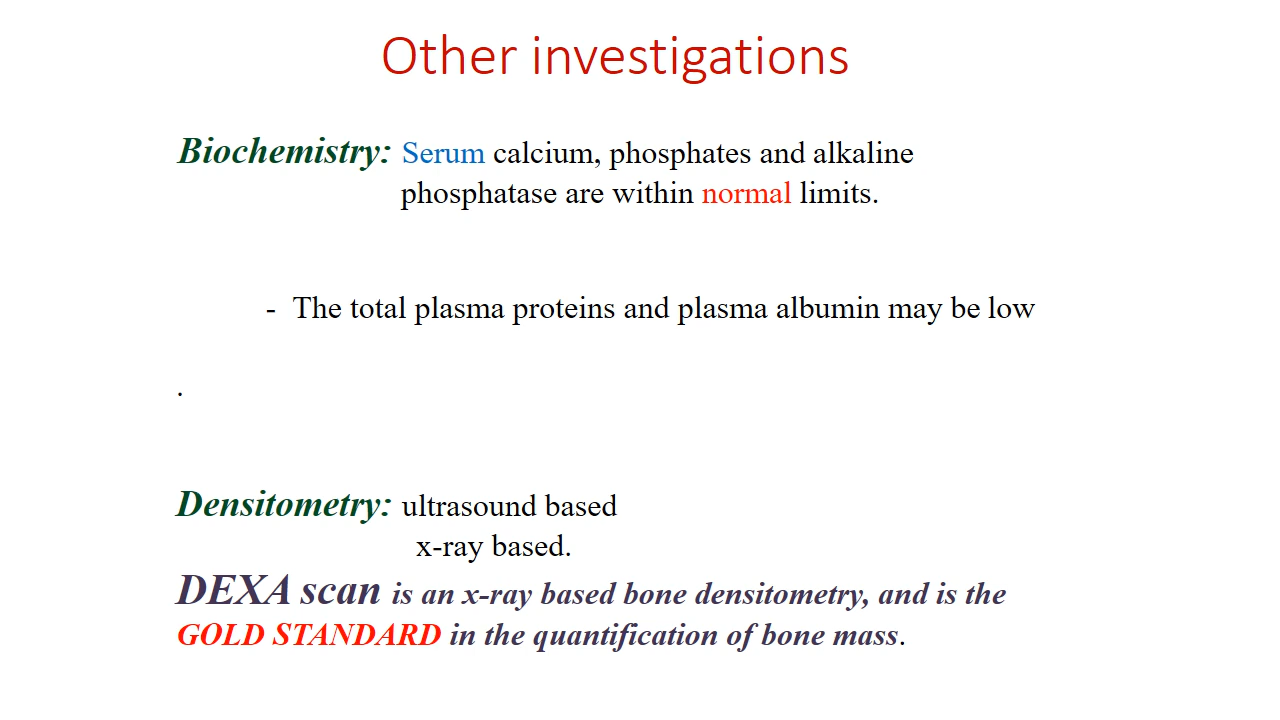 Other investigations
Biochemistry: Serum calcium, phosphates and alkaline
phosphatase are within normal limits.
- The total plasma proteins and plasma albumin may be low
.
Densitometry: ultrasound based
x-ray based.
DEXA scan is an x-ray based bone densitometry, and is the
GOLD STANDARD in the quantification of bone mass.